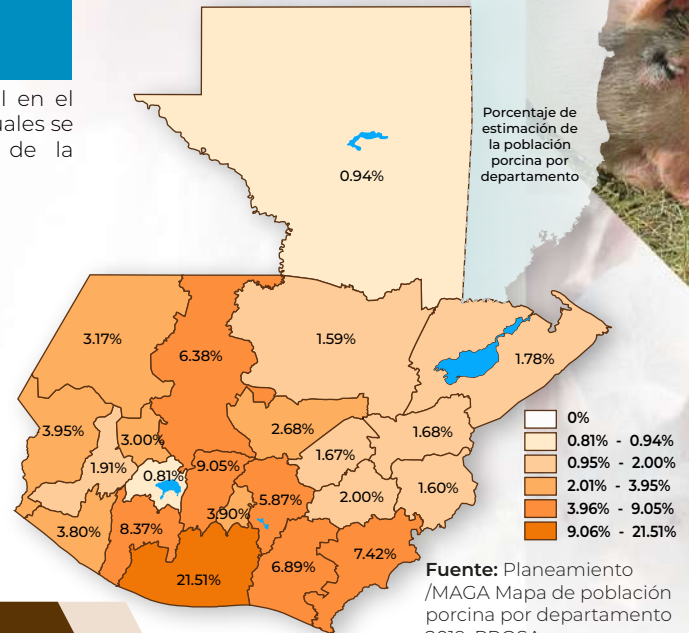 l en el
uales se
de la
Porcentaje de
estimación de
la población
porcina por
departamento
0.94%
3.17%
6.38%
1.59%
1.78%
3.95%
3.00%
2.68%
1.68%
1.91%
0.81%
9.05%
1.67%
3.90%
5.87%
2.00%
1.60%
3.80%
8.37%
21.51%
6.89%
7.42%
0%
0.81% - 0.94%
0.95% - 2.00%
2.01% - 3.95%
3.96% - 9.05%
9.06% - 21.51%
Fuente: Planeamiento
/MAGA Mapa de población
porcina por departamento